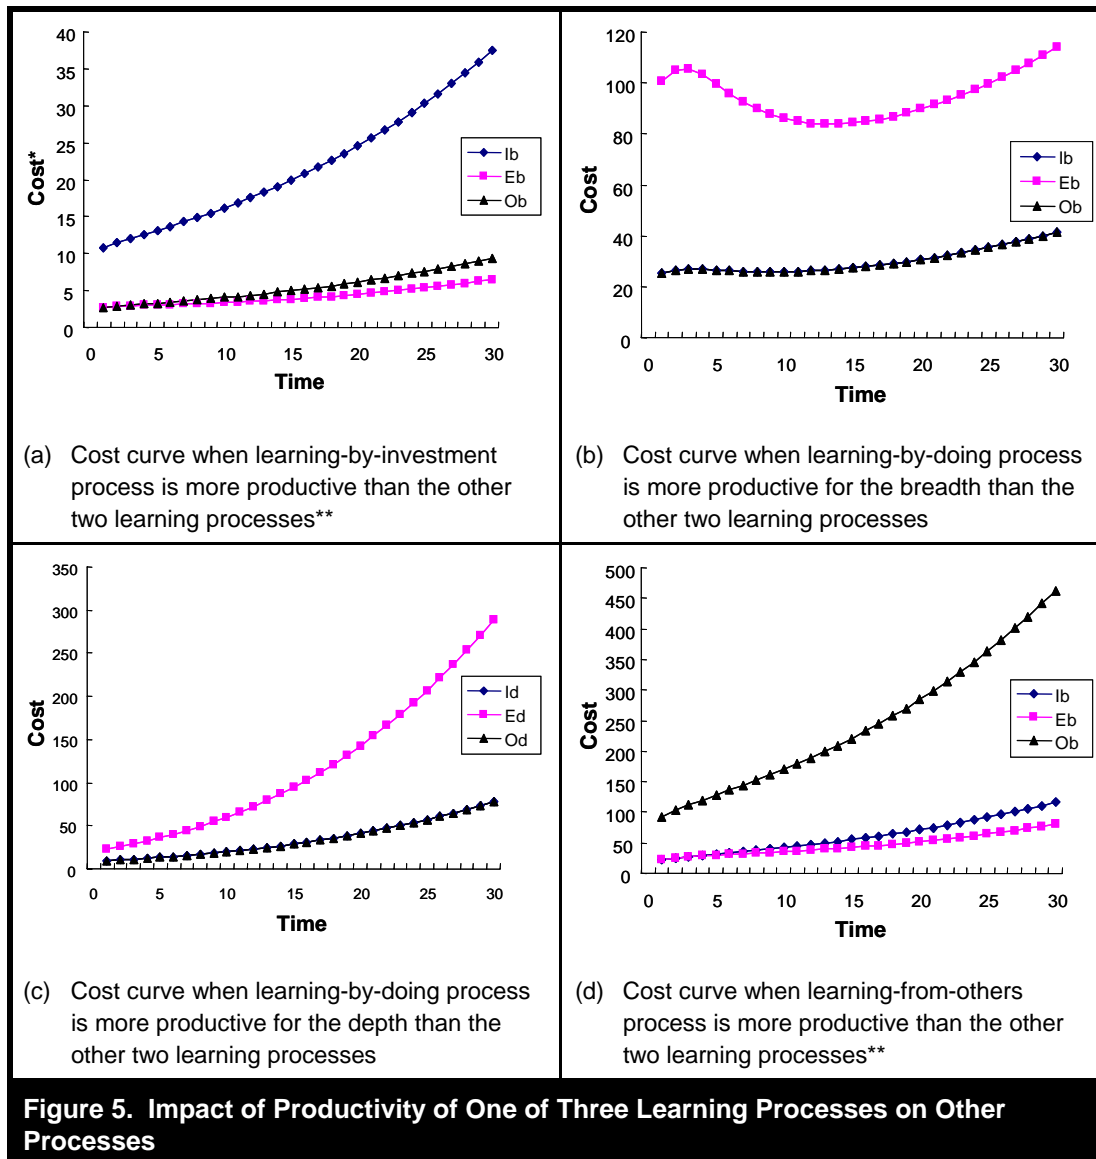 40
35
30
25
20
15
10
5
0
Cost*
Ib
Eb
Ob
0 5 10 15 20 25 30
Time
(a) Cost curve when learning-by-investment
process is more productive than the other
two learning processes**
120
100
80
60
40
20
0
Cost
Ib
Eb
Ob
0 5 10 15 20 25 30
Time
(b) Cost curve when learning-by-doing process
is more productive for the breadth than the
other two learning processes
350
300
250
200
150
100
50
0
Cost
Id
Ed
Od
0 5 10 15 20 25 30
Time
(c) Cost curve when learning-by-doing process
is more productive for the depth than the
other two learning processes
500
450
400
350
300
250
200
150
100
50
0
Cost
Ib
Eb
Ob
0 5 10 15 20 25 30
Time
(d) Cost curve when learning-from-others
process is more productive than the other
two learning processes**
Figure 5. Impact of Productivity of One of Three Learning Processes on Other
Processes